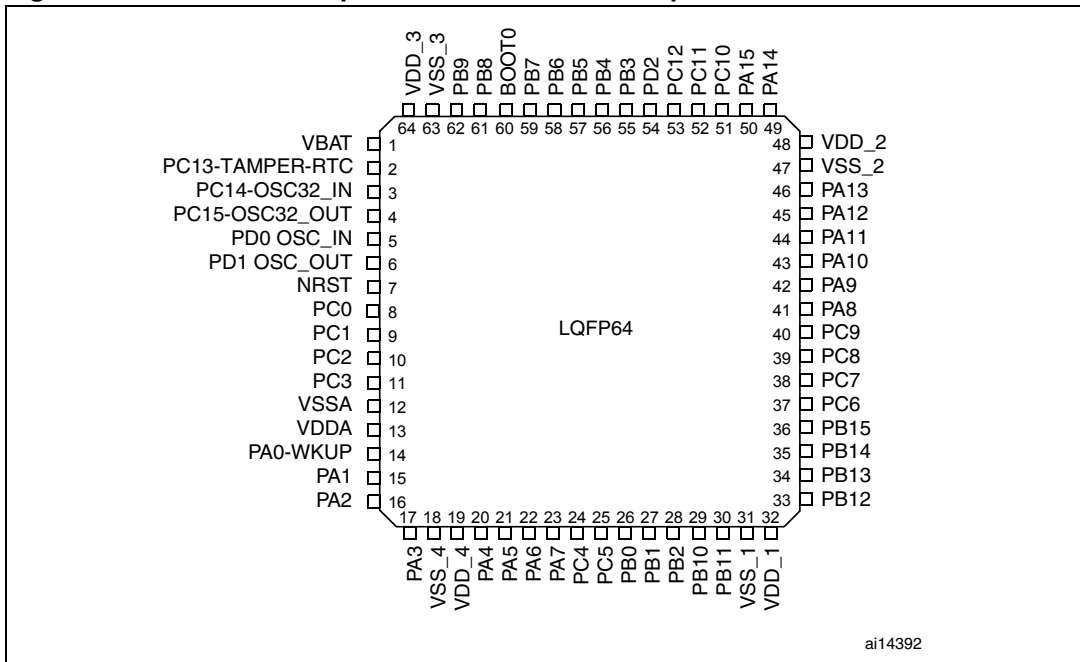 VDD_3
VSS_3
PB9
PB8
BOOT0
PB7
PB6
PB5
PB4
PB3
PD2
PC12
PC11
PC10
PA15
PA14
64 63 62 61 60 59 58 57 56 55 54 53 52 51 50 49
VBAT 1
PC13-TAMPER-RTC 2
PC14-OSC32_IN 3
PC15-OSC32_OUT 4
PD0 OSC_IN 5
PD1 OSC_OUT 6
NRST 7
PC0 8
PC1 9
PC2 10
PC3 11
VSSA 12
VDDA 13
PA0-WKUP 14
PA1 15
PA2 16
LQFP64
48 VDD_2
47 VSS_2
46 PA13
45 PA12
44 PA11
43 PA10
42 PA9
41 PA8
40 PC9
39 PC8
38 PC7
37 PC6
36 PB15
35 PB14
34 PB13
33 PB12
17 18 19 20 21 22 23 24 25 26 27 28 29 30 31 32
PA3
VSS_4
VDD_4
PA4
PA5
PA6
PA7
PC4
PC5
PB0
PB1
PB2
PB10
PB11
VSS_1
VDD_1
ai14392